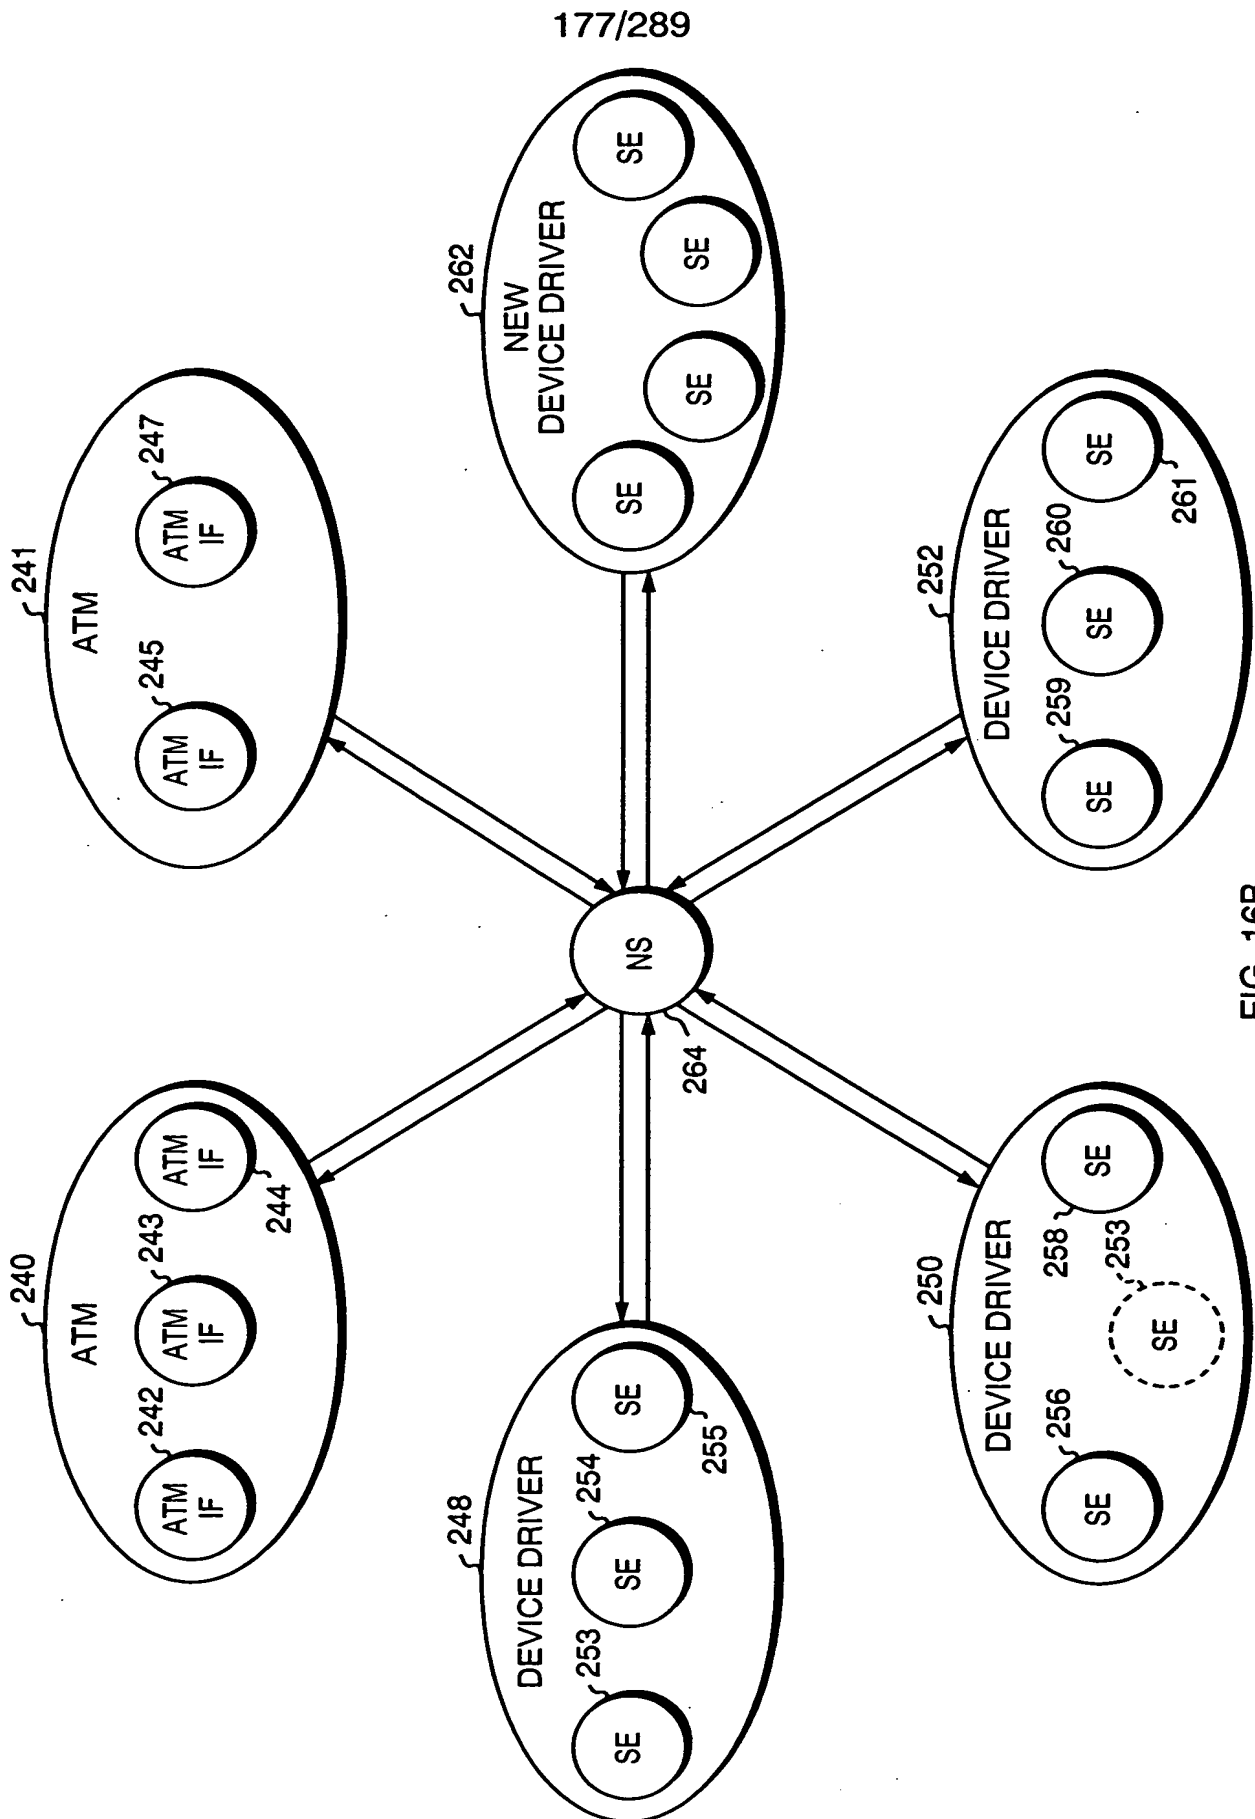 177/289
240
ATM
242
ATM
IF
243
ATM
IF
ATM
IF
244
241
ATM
245
ATM
IF
247
ATM
IF
248
DEVICE DRIVER
253
SE
254
SE
SE
255
NS
264
262
NEW
DEVICE DRIVER
SE
SE
SE
SE
250
DEVICE DRIVER
256
SE
253
SE
258
SE
252
DEVICE DRIVER
259
SE
260
SE
SE
261
FIG. 16B